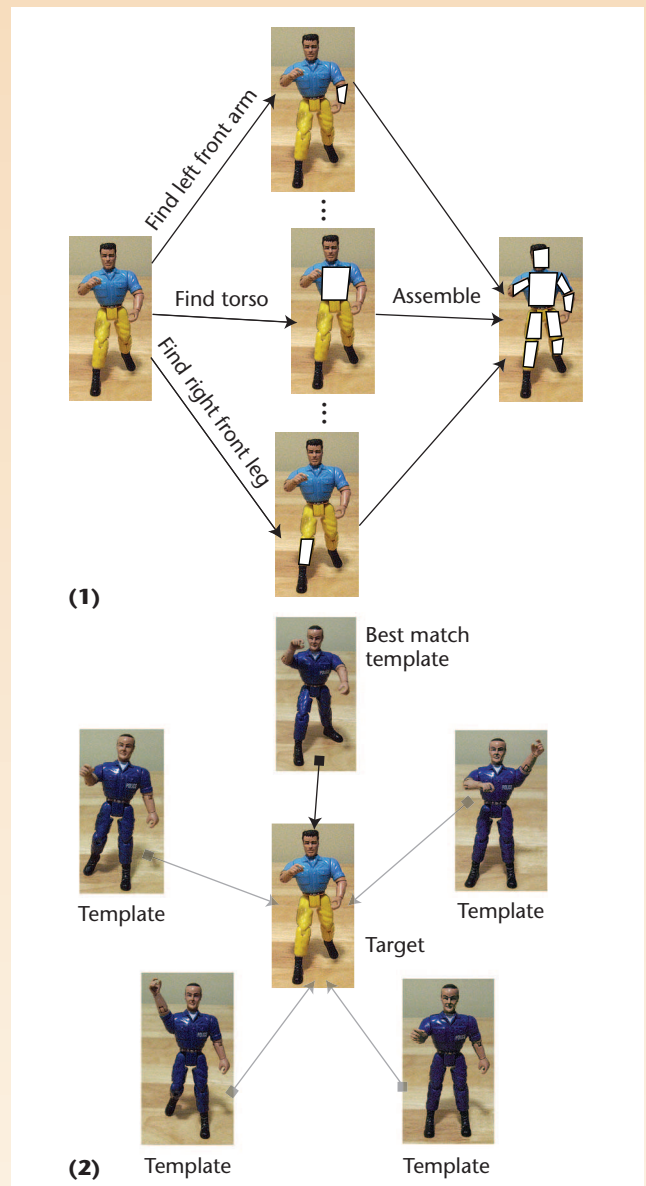 Find left front arm
Find torso
Assemble
Find right front leg
(1)
Best match
template
Template
Template
Target
Template
Template
(2)